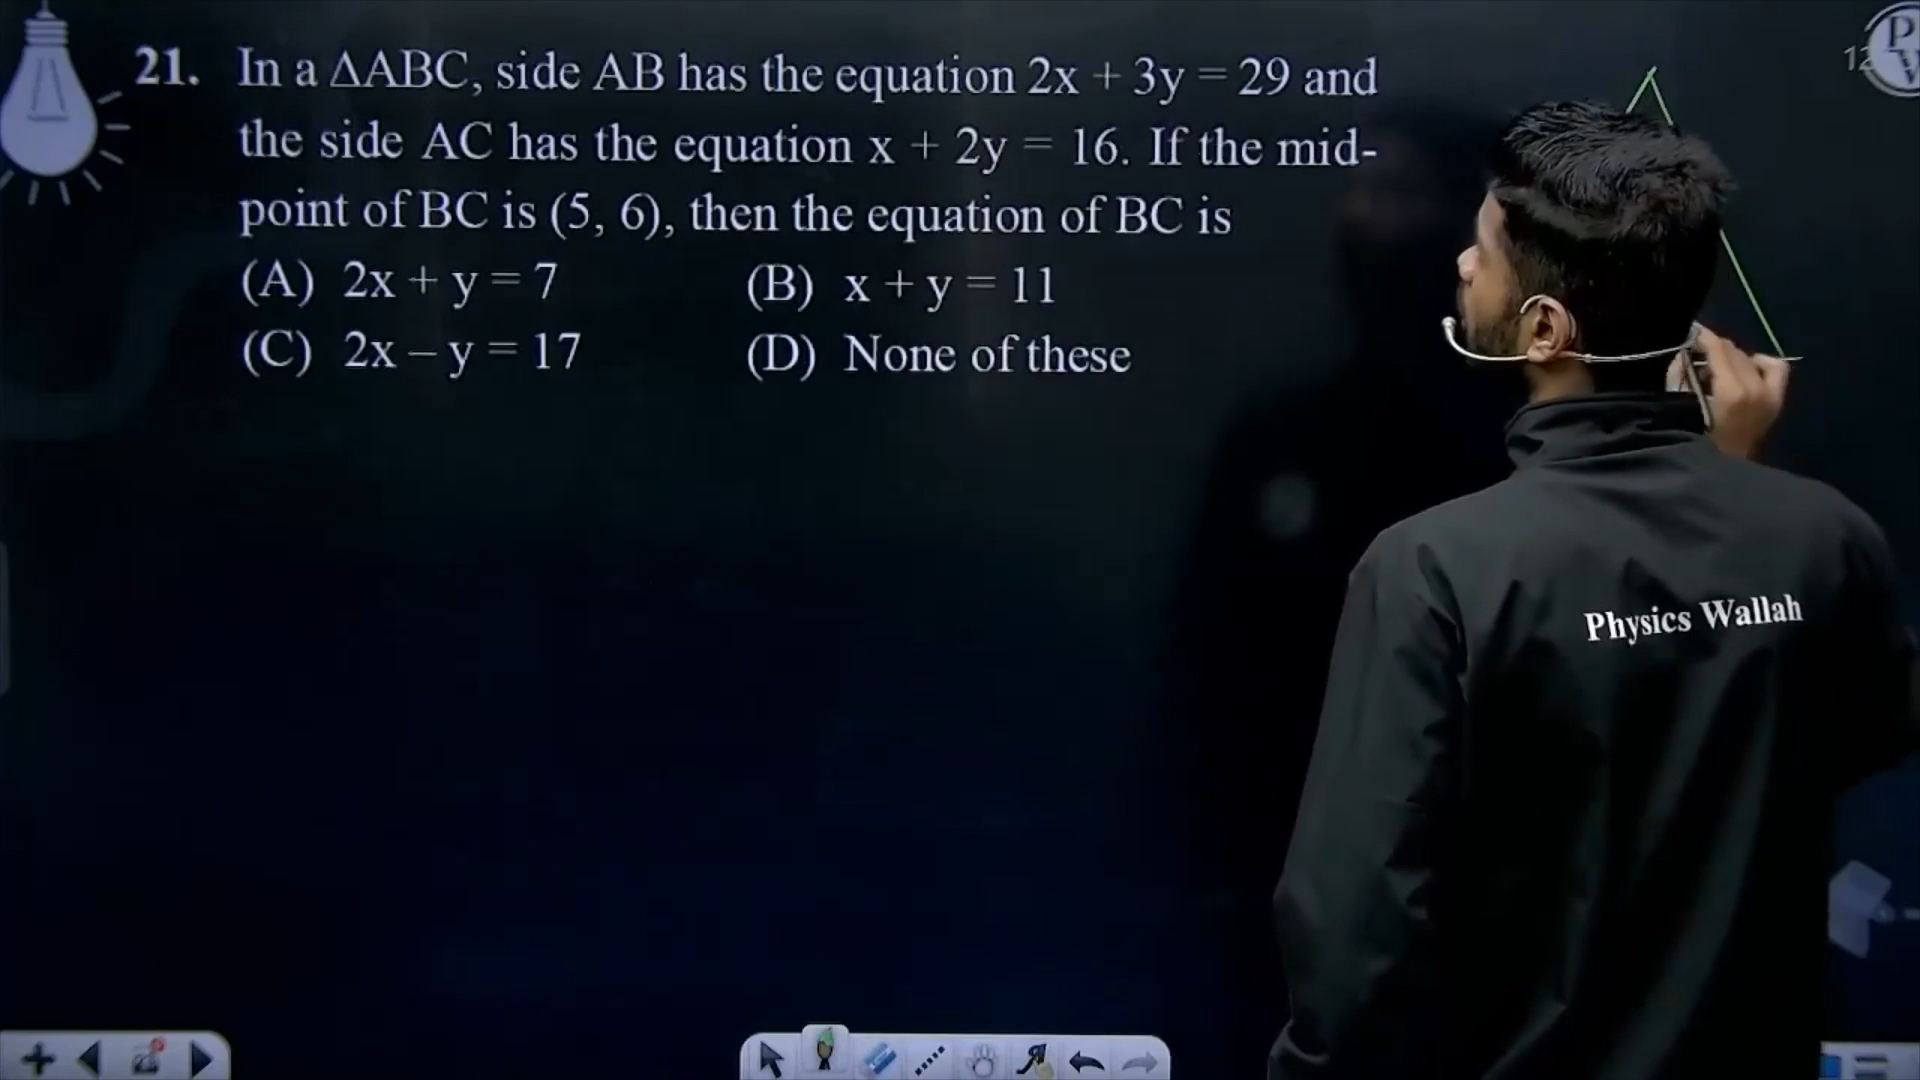 21. In a ΔABC, side AB has the equation 2x + 3y = 29 and
the side AC has the equation x + 2y = 16. If the mid-
point of BC is (5, 6), then the equation of BC is
(A) 2x + y = 7 (B) x + y = 11
(C) 2x – y = 17 (D) None of these
Physics Wallah